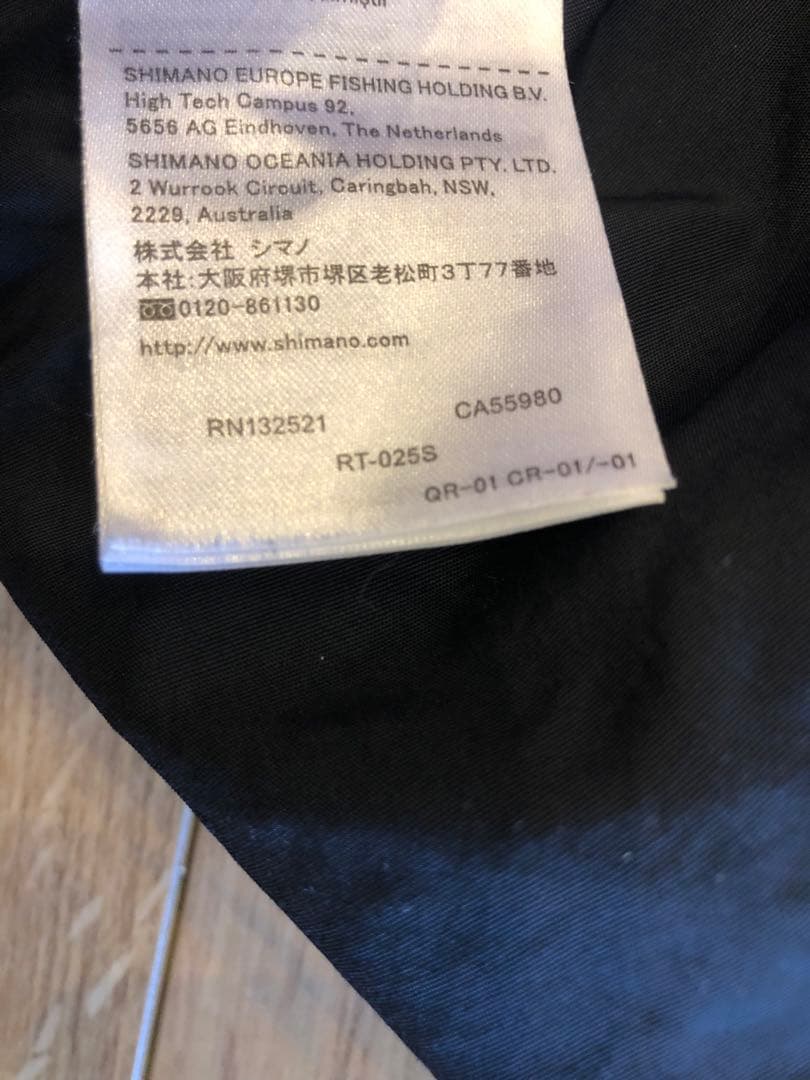 SHIMANO EUROPE FISHING HOLDING B.V.
High Tech Campus 92,
5656 AG Eindhoven, The Netherlands
SHIMANO OCEANIA HOLDING PTY. LTD.
2 Wurrook Circuit, Caringbah, NSW,
2229, Australia
株式会社 シマノ
本社:大阪府堺市堺区老松町3丁77番地
0120-861130
http://www.shimano.com
RN132521 CA55980
RT-025S
QR-01 CR-01/-01